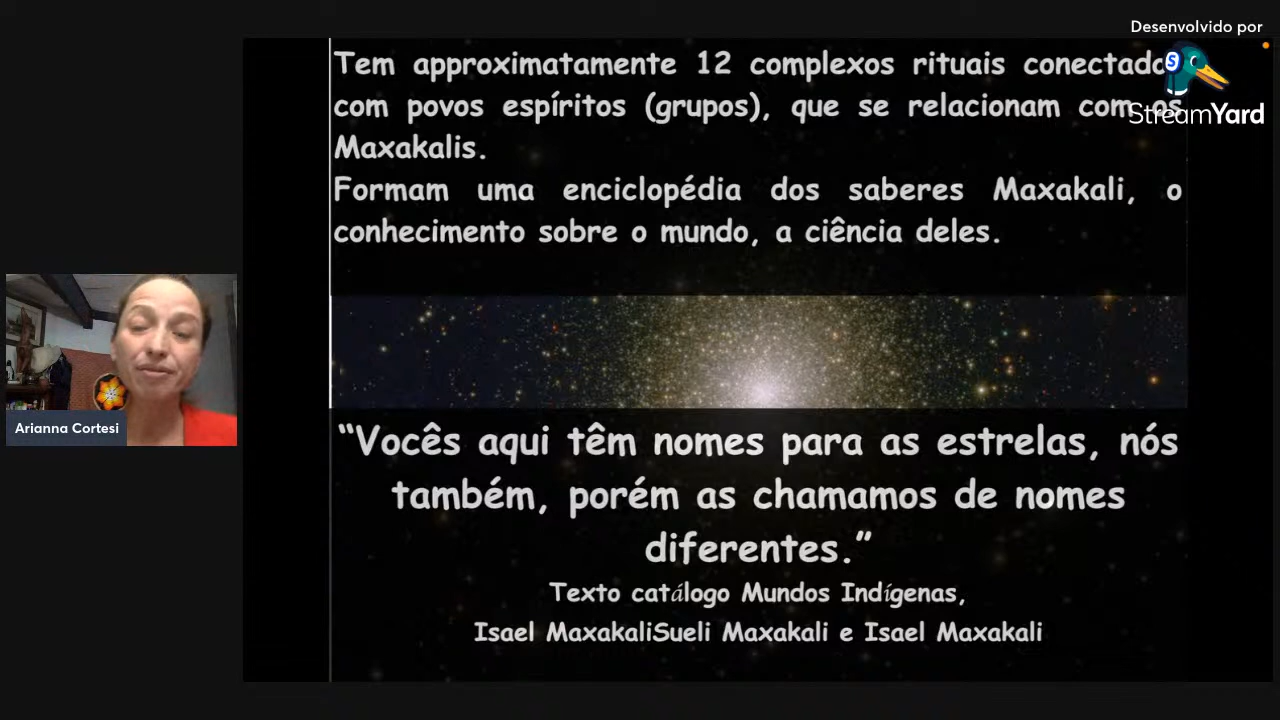 Desenvolvido por
StreamYard
Tem approximatamente 12 complexos rituais conectados
com povos espíritos (grupos), que se relacionam com os
Maxakalis.
Formam uma enciclopédia dos saberes Maxakali, o
conhecimento sobre o mundo, a ciência deles.
Arianna Cortesi
“Vocês aqui têm nomes para as estrelas, nós
também, porém as chamamos de nomes
diferentes.”
Texto catálogo Mundos Indígenas,
Isael MaxakaliSueli Maxakali e Isael Maxakali